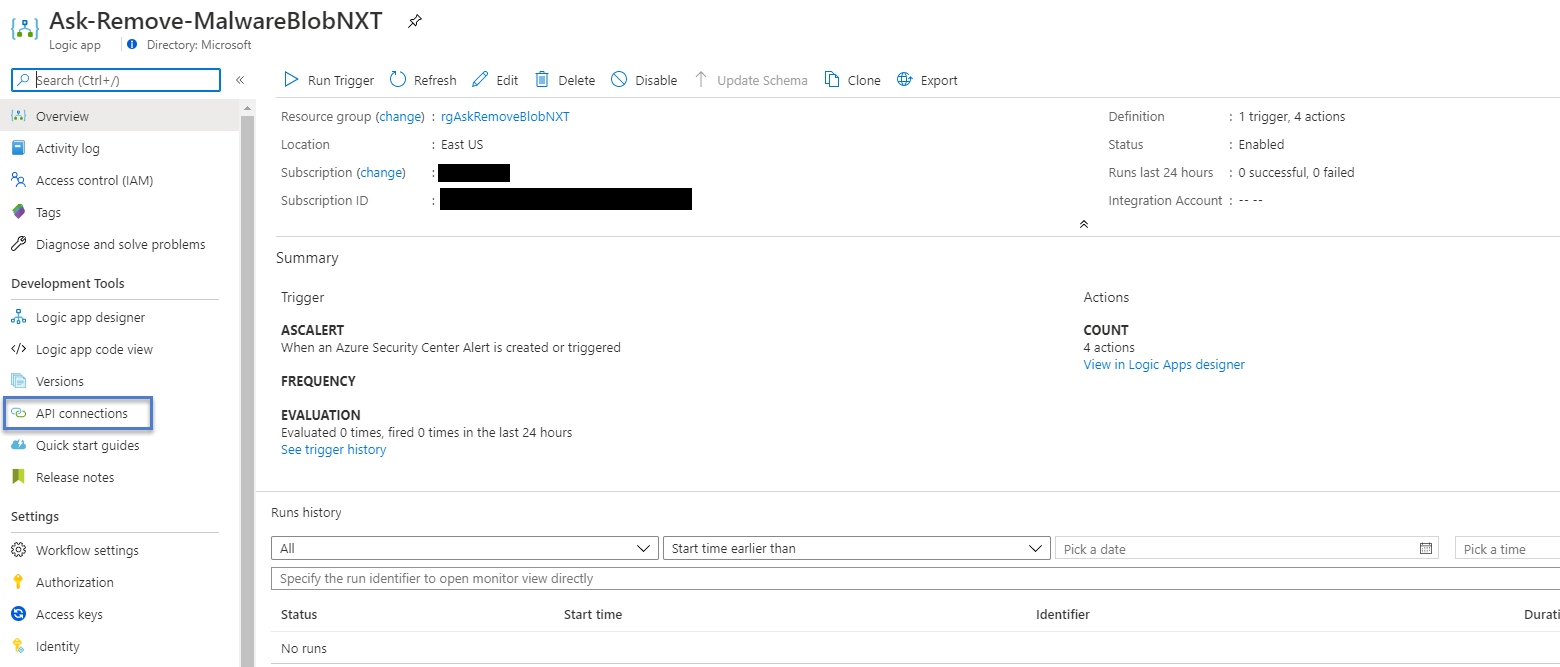 Ask-Remove-MalwareBlobNXT
Logic app
Directory: Microsoft
Search (Ctrl+/)
«
Overview
Activity log
Access control (IAM)
Tags
Diagnose and solve problems
Development Tools
Logic app designer
Logic app code view
Versions
API connections
Quick start guides
Release notes
Settings
Workflow settings
Authorization
Access keys
Identity
Run Trigger Refresh Edit Delete Disable Update Schema Clone Export
Resource group (change) : rgAskRemoveBlobNXT
Location : East US
Subscription (change) :
Subscription ID :
Definition : 1 trigger, 4 actions
Status : Enabled
Runs last 24 hours : 0 successful, 0 failed
Integration Account : -- --
Summary
Trigger
ASCALERT
When an Azure Security Center Alert is created or triggered
FREQUENCY
EVALUATION
Evaluated 0 times, fired 0 times in the last 24 hours
See trigger history
Actions
COUNT
4 actions
View in Logic Apps designer
Runs history
All Start time earlier than Pick a date Pick a time
Specify the run identifier to open monitor view directly
Status Start time Identifier Durati
No runs